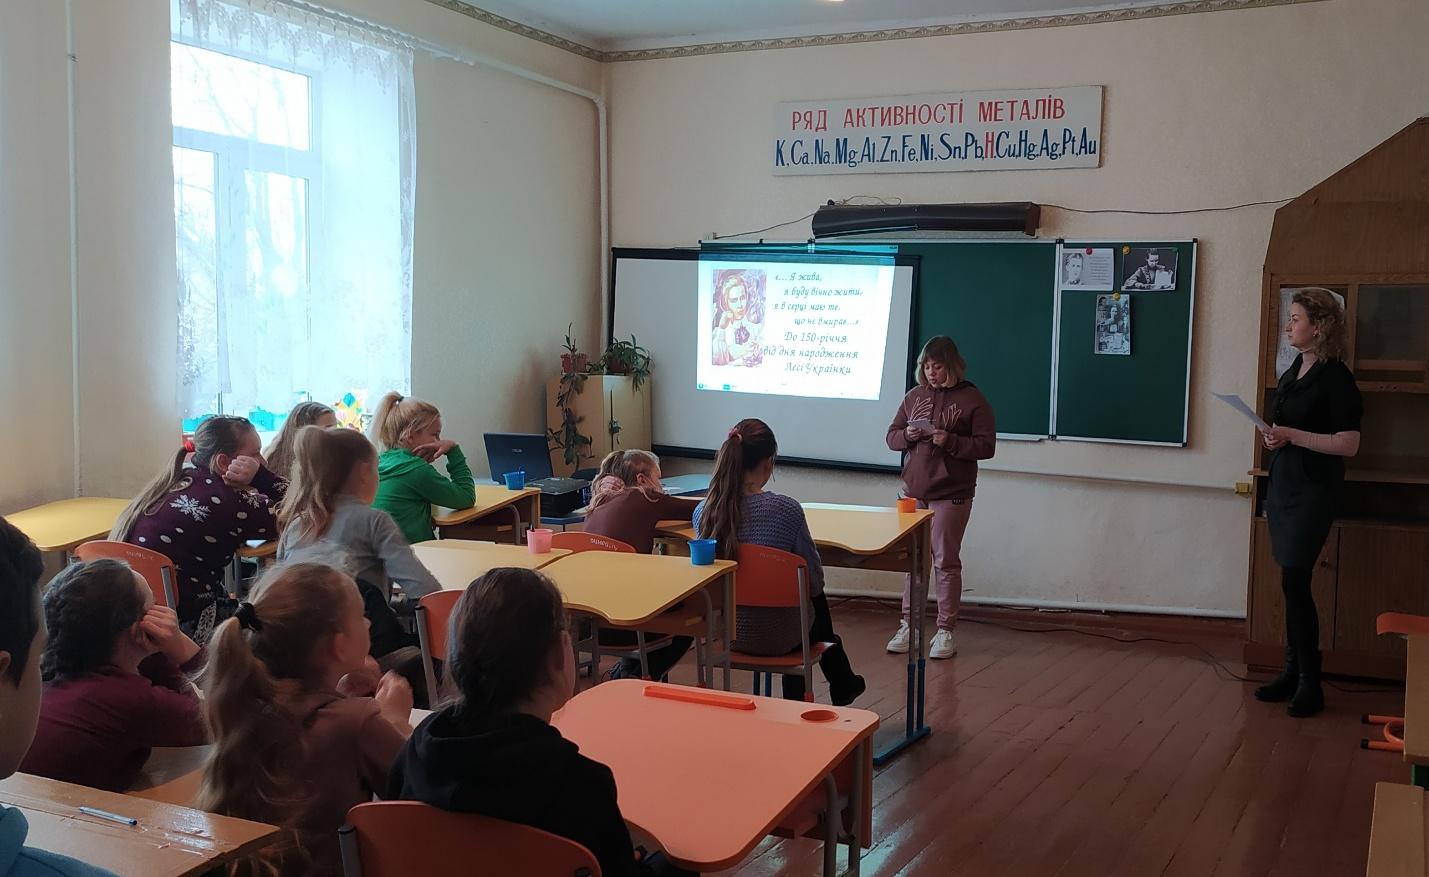 РЯД АКТИВНОСТІ МЕТАЛІВ
K, Ca, Na, Mg, Al, Zn, Fe, Ni, Sn, Pb, H, Cu, Hg, Ag, Pt, Au
«... Я жива,
я буду вічно жити,
я в серці маю те,
що не вмирає...»
До 150-річчя
від дня народження
Лесі Українки